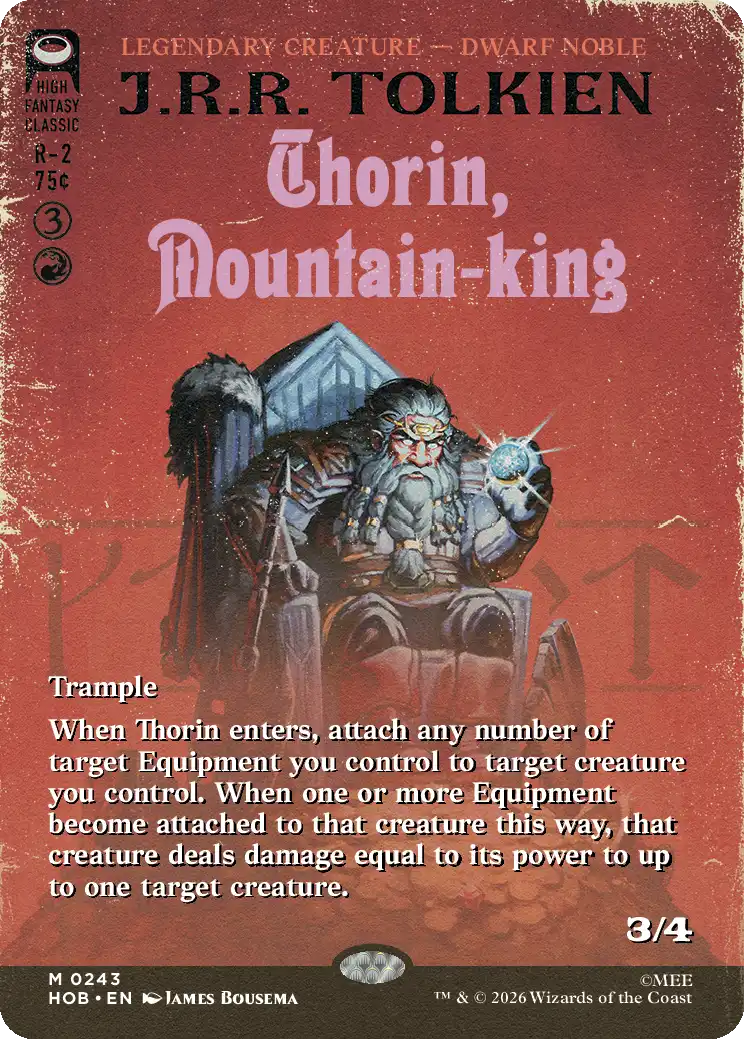 LEGENDARY CREATURE — DWARF NOBLE
J.R.R. TOLKIEN
HIGH
FANTASY
CLASSIC
R-2
75¢
3
Thorin,
Mountain-king
Trample
When Thorin enters, attach any number of
target Equipment you control to target creature
you control. When one or more Equipment
become attached to that creature this way, that
creature deals damage equal to its power to up
to one target creature.
3/4
M 0243
HOB • EN JAMES BOUSEMA
©MEE
™ & © 2026 Wizards of the Coast